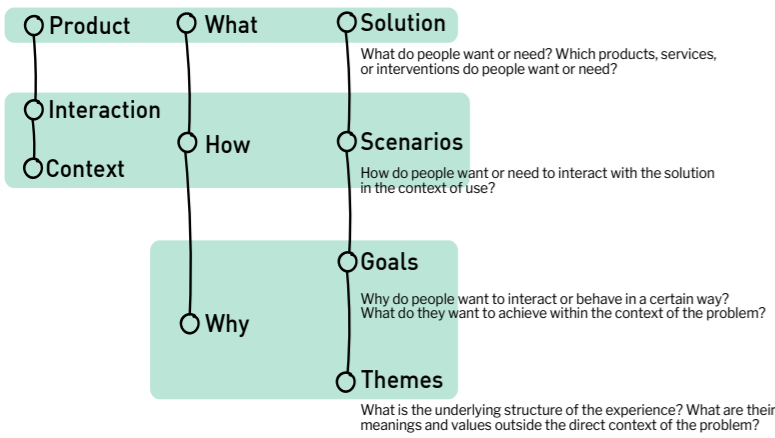 Product
What
Solution
What do people want or need? Which products, services,
or interventions do people want or need?
Interaction
How
Scenarios
Context
How do people want or need to interact with the solution
in the context of use?
Goals
Why do people want to interact or behave in a certain way?
What do they want to achieve within the context of the problem?
Why
Themes
What is the underlying structure of the experience? What are their
meanings and values outside the direct context of the problem?